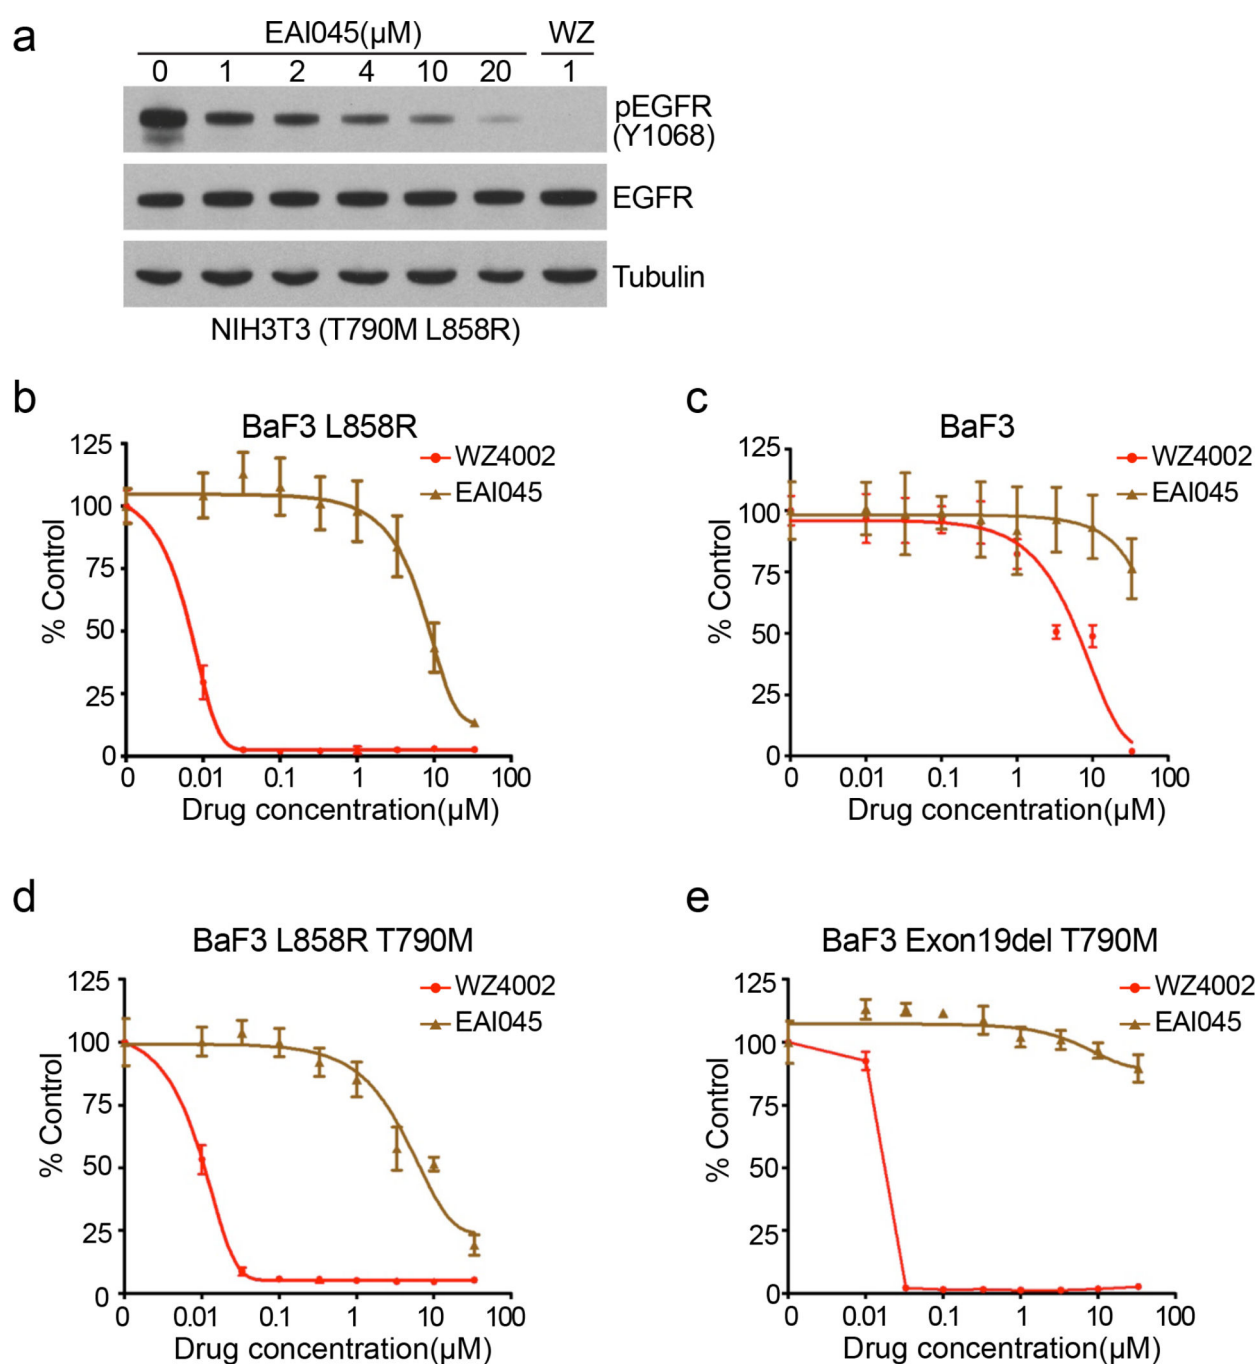 a
EAI045(μM) WZ
0 1 2 4 10 20 1
pEGFR
(Y1068)
EGFR
Tubulin
NIH3T3 (T790M L858R)
b
BaF3 L858R
WZ4002
EAI045
125
100
75
50
25
0
% Control
0 0.01 0.1 1 10 100
Drug concentration(μM)
c
BaF3
WZ4002
EAI045
125
100
75
50
25
0
% Control
0 0.01 0.1 1 10 100
Drug concentration(μM)
d
BaF3 L858R T790M
WZ4002
EAI045
125
100
75
50
25
0
% Control
0 0.01 0.1 1 10 100
Drug concentration(μM)
e
BaF3 Exon19del T790M
WZ4002
EAI045
125
100
75
50
25
0
% Control
0 0.01 0.1 1 10 100
Drug concentration(μM)